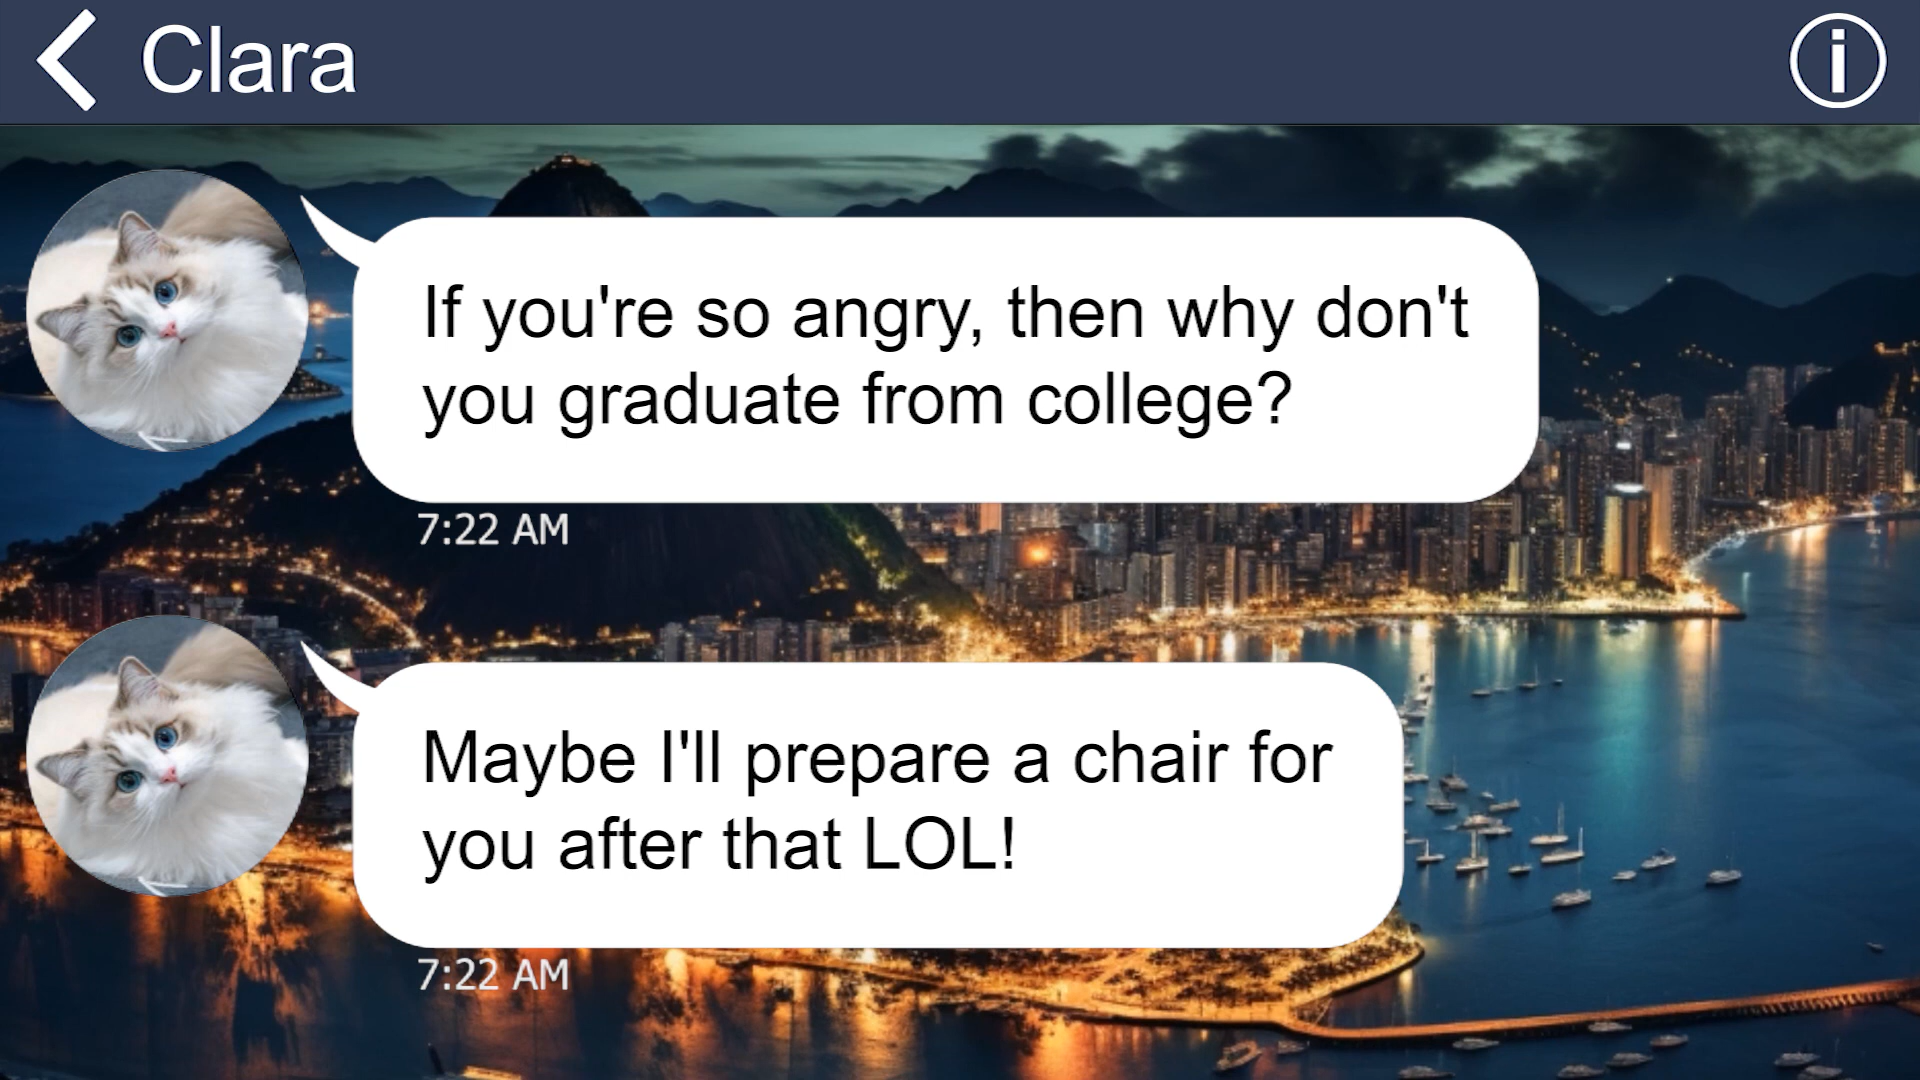 Clara
If you're so angry, then why don't
you graduate from college?
7:22 AM
Maybe I'll prepare a chair for
you after that LOL!
7:22 AM